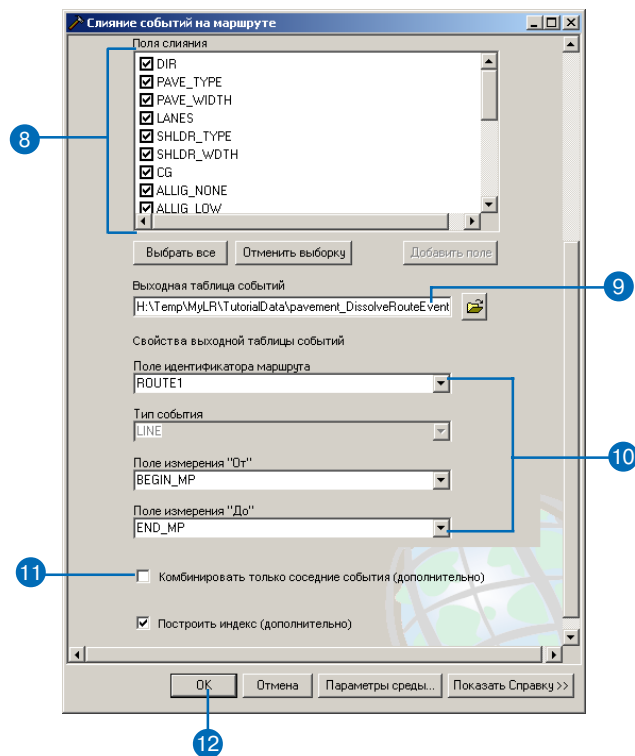 Слияние событий на маршруте
Поля слияния
DIR
PAVE_TYPE
PAVE_WIDTH
LANES
SHLDR_TYPE
SHLDR_WDTH
CG
ALLIG_NONE
ALLIG_LOW
8
Выбрать все
Отменить выборку
Добавить поле
Выходная таблица событий
9
H:\Temp\MyLR\TutorialData\pavement_DissolveRouteEvent
Свойства выходной таблицы событий
Поле идентификатора маршрута
ROUTE1
Тип события
LINE
10
Поле измерения "От"
BEGIN_MP
Поле измерения "До"
END_MP
11
Комбинировать только соседние события (дополнительно)
Построить индекс (дополнительно)
OK
Отмена
Параметры среды...
Показать Справку >>
12